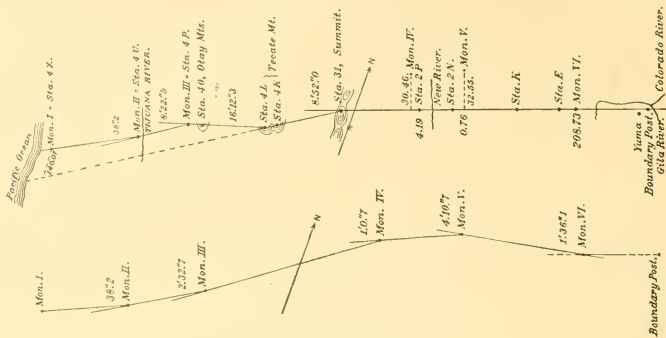 Pacific Ocean
140.07
Mon. I = Sta. 4 X.
38."2
Mon. II = Sta. 4 U.
TIJUANA RIVER.
8.'22."9
Mon. III = Sta. 4 P.
Sta. 4 O, Otay Mts.
16.'12."3
Sta. 4 L
Sta. 4 K
Tecate Mt.
8.'52."0
Sta. 31, Summit.
N
30.46. Mon. IV.
4.19 Sta. 2 P
New River.
Sta. 2 N.
0.76 Mon. V.
32.55.
Sta. K
Sta. E
208.73 Mon. VI.
Yuma
Boundary Post.
Gila River.
Colorado River.
Mon. I.
38."2
Mon. II.
2.'32."7
Mon. III.
N
1.'0."7
Mon. IV.
4.'10."7
Mon. V.
1.'36."1
Mon. VI.
Boundary Post.